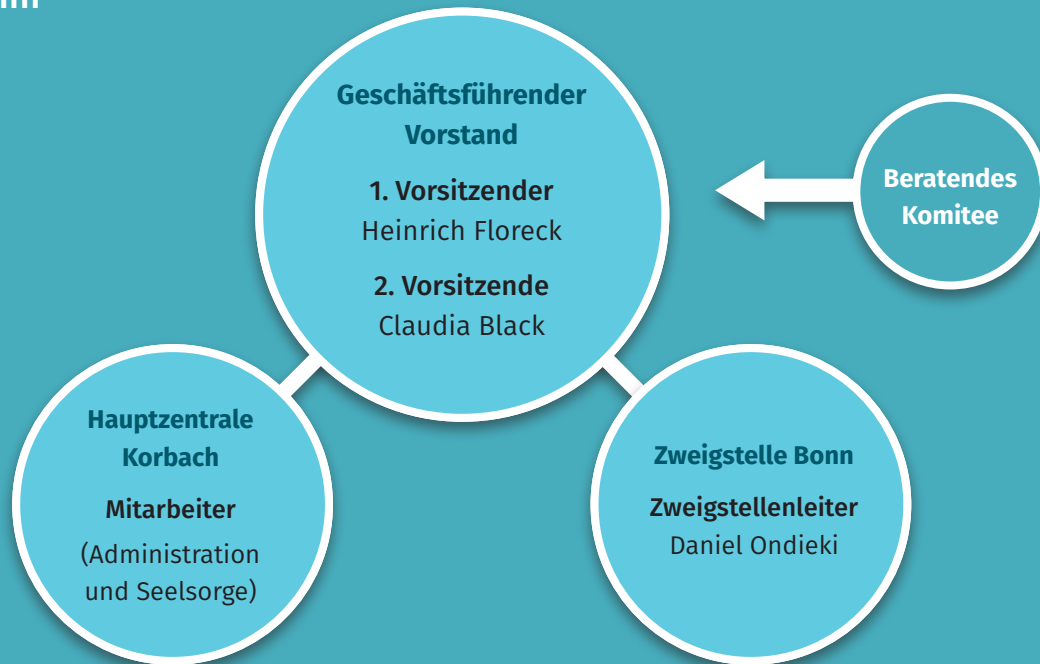 Geschäftsführender
Vorstand
1. Vorsitzender
Heinrich Floreck
2. Vorsitzende
Claudia Black
Beratendes
Komitee
Hauptzentrale
Korbach
Mitarbeiter
(Administration
und Seelsorge)
Zweigstelle Bonn
Zweigstellenleiter
Daniel Ondieki